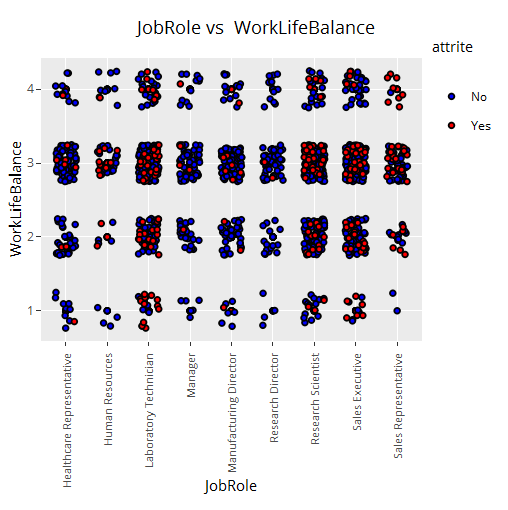 JobRole vs  WorkLifeBalance
attrite
No
Yes
WorkLifeBalance
4
3
2
1
Healthcare Representative
Human Resources
Laboratory Technician
Manager
Manufacturing Director
Research Director
Research Scientist
Sales Executive
Sales Representative
JobRole